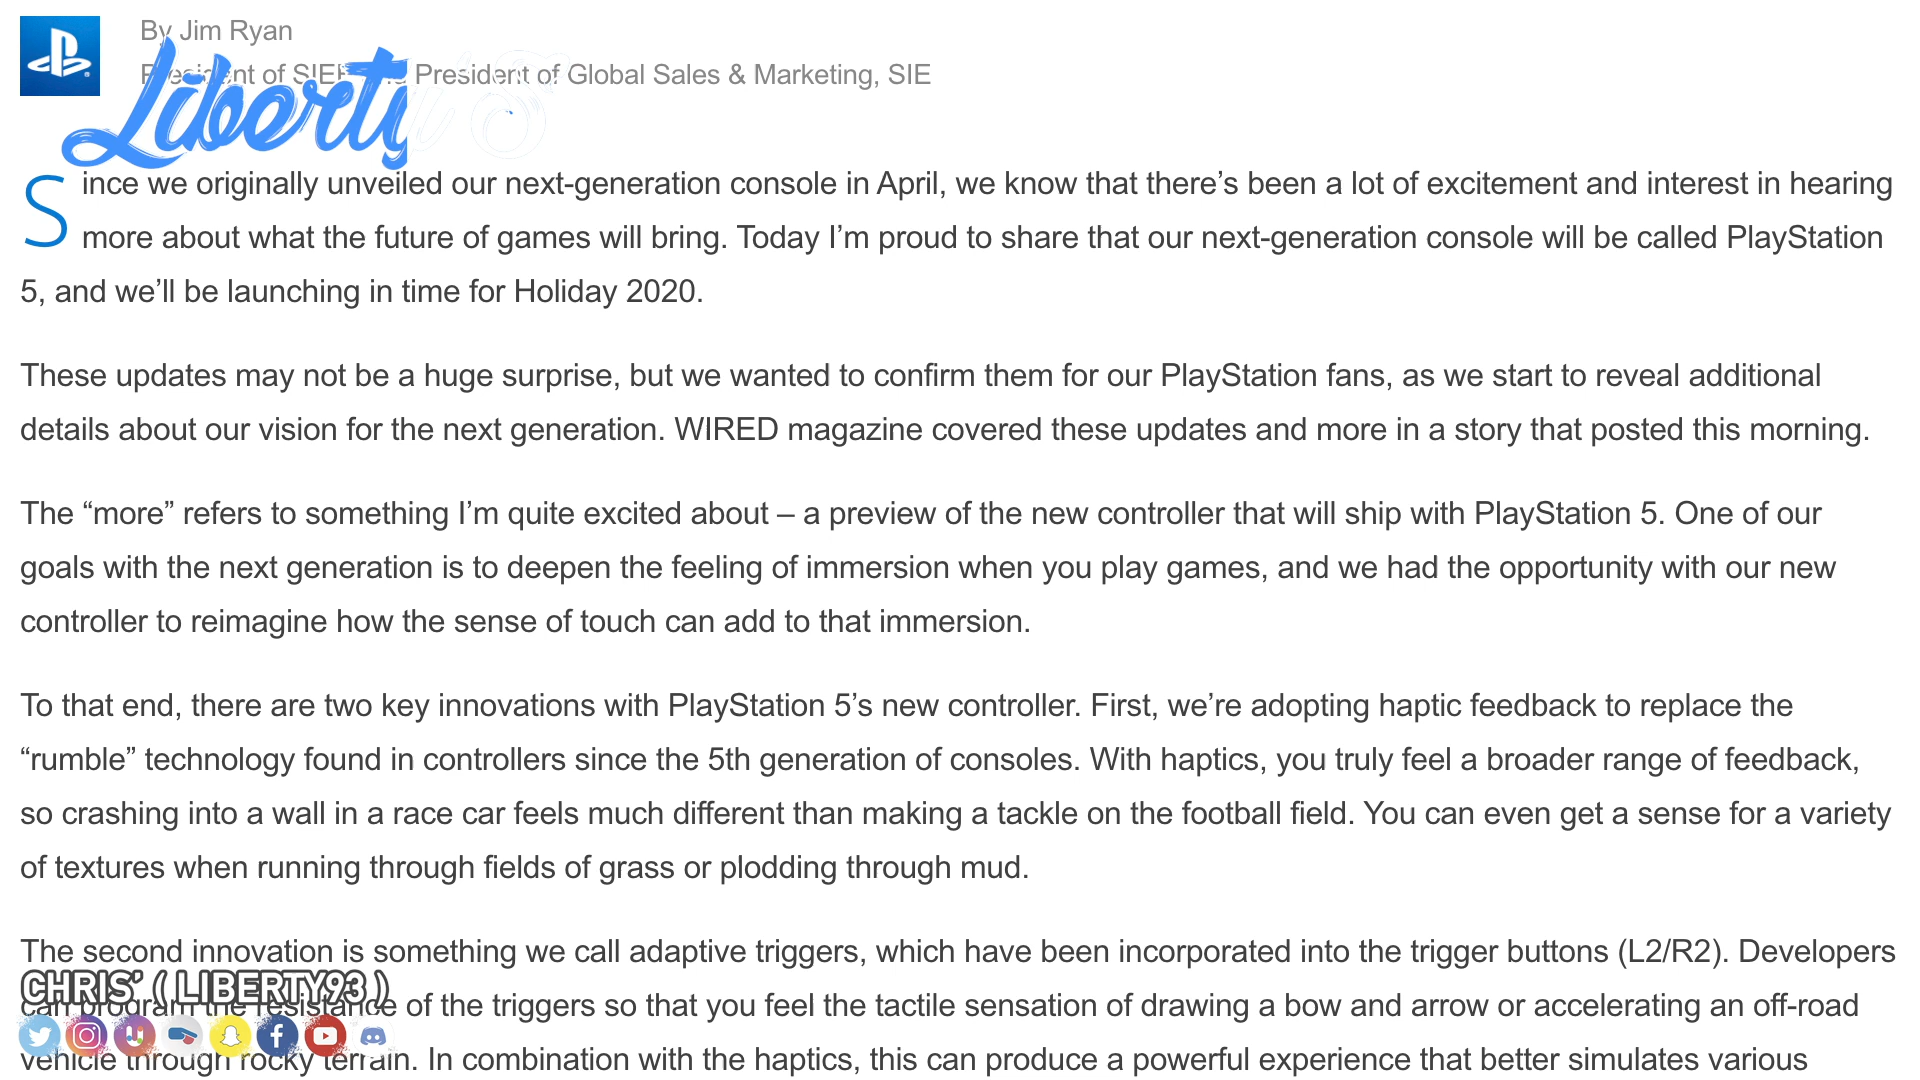 By Jim Ryan
President of SIEE President of Global Sales & Marketing, SIE
Liberty'S
Since we originally unveiled our next-generation console in April, we know that there’s been a lot of excitement and interest in hearing
more about what the future of games will bring. Today I’m proud to share that our next-generation console will be called PlayStation
5, and we’ll be launching in time for Holiday 2020.
These updates may not be a huge surprise, but we wanted to confirm them for our PlayStation fans, as we start to reveal additional
details about our vision for the next generation. WIRED magazine covered these updates and more in a story that posted this morning.
The “more” refers to something I’m quite excited about – a preview of the new controller that will ship with PlayStation 5. One of our
goals with the next generation is to deepen the feeling of immersion when you play games, and we had the opportunity with our new
controller to reimagine how the sense of touch can add to that immersion.
To that end, there are two key innovations with PlayStation 5’s new controller. First, we’re adopting haptic feedback to replace the
“rumble” technology found in controllers since the 5th generation of consoles. With haptics, you truly feel a broader range of feedback,
so crashing into a wall in a race car feels much different than making a tackle on the football field. You can even get a sense for a variety
of textures when running through fields of grass or plodding through mud.
The second innovation is something we call adaptive triggers, which have been incorporated into the trigger buttons (L2/R2). Developers
CHRIS' ( LIBERTY93 )
can program the resistance of the triggers so that you feel the tactile sensation of drawing a bow and arrow or accelerating an off-road
vehicle through rocky terrain. In combination with the haptics, this can produce a powerful experience that better simulates various